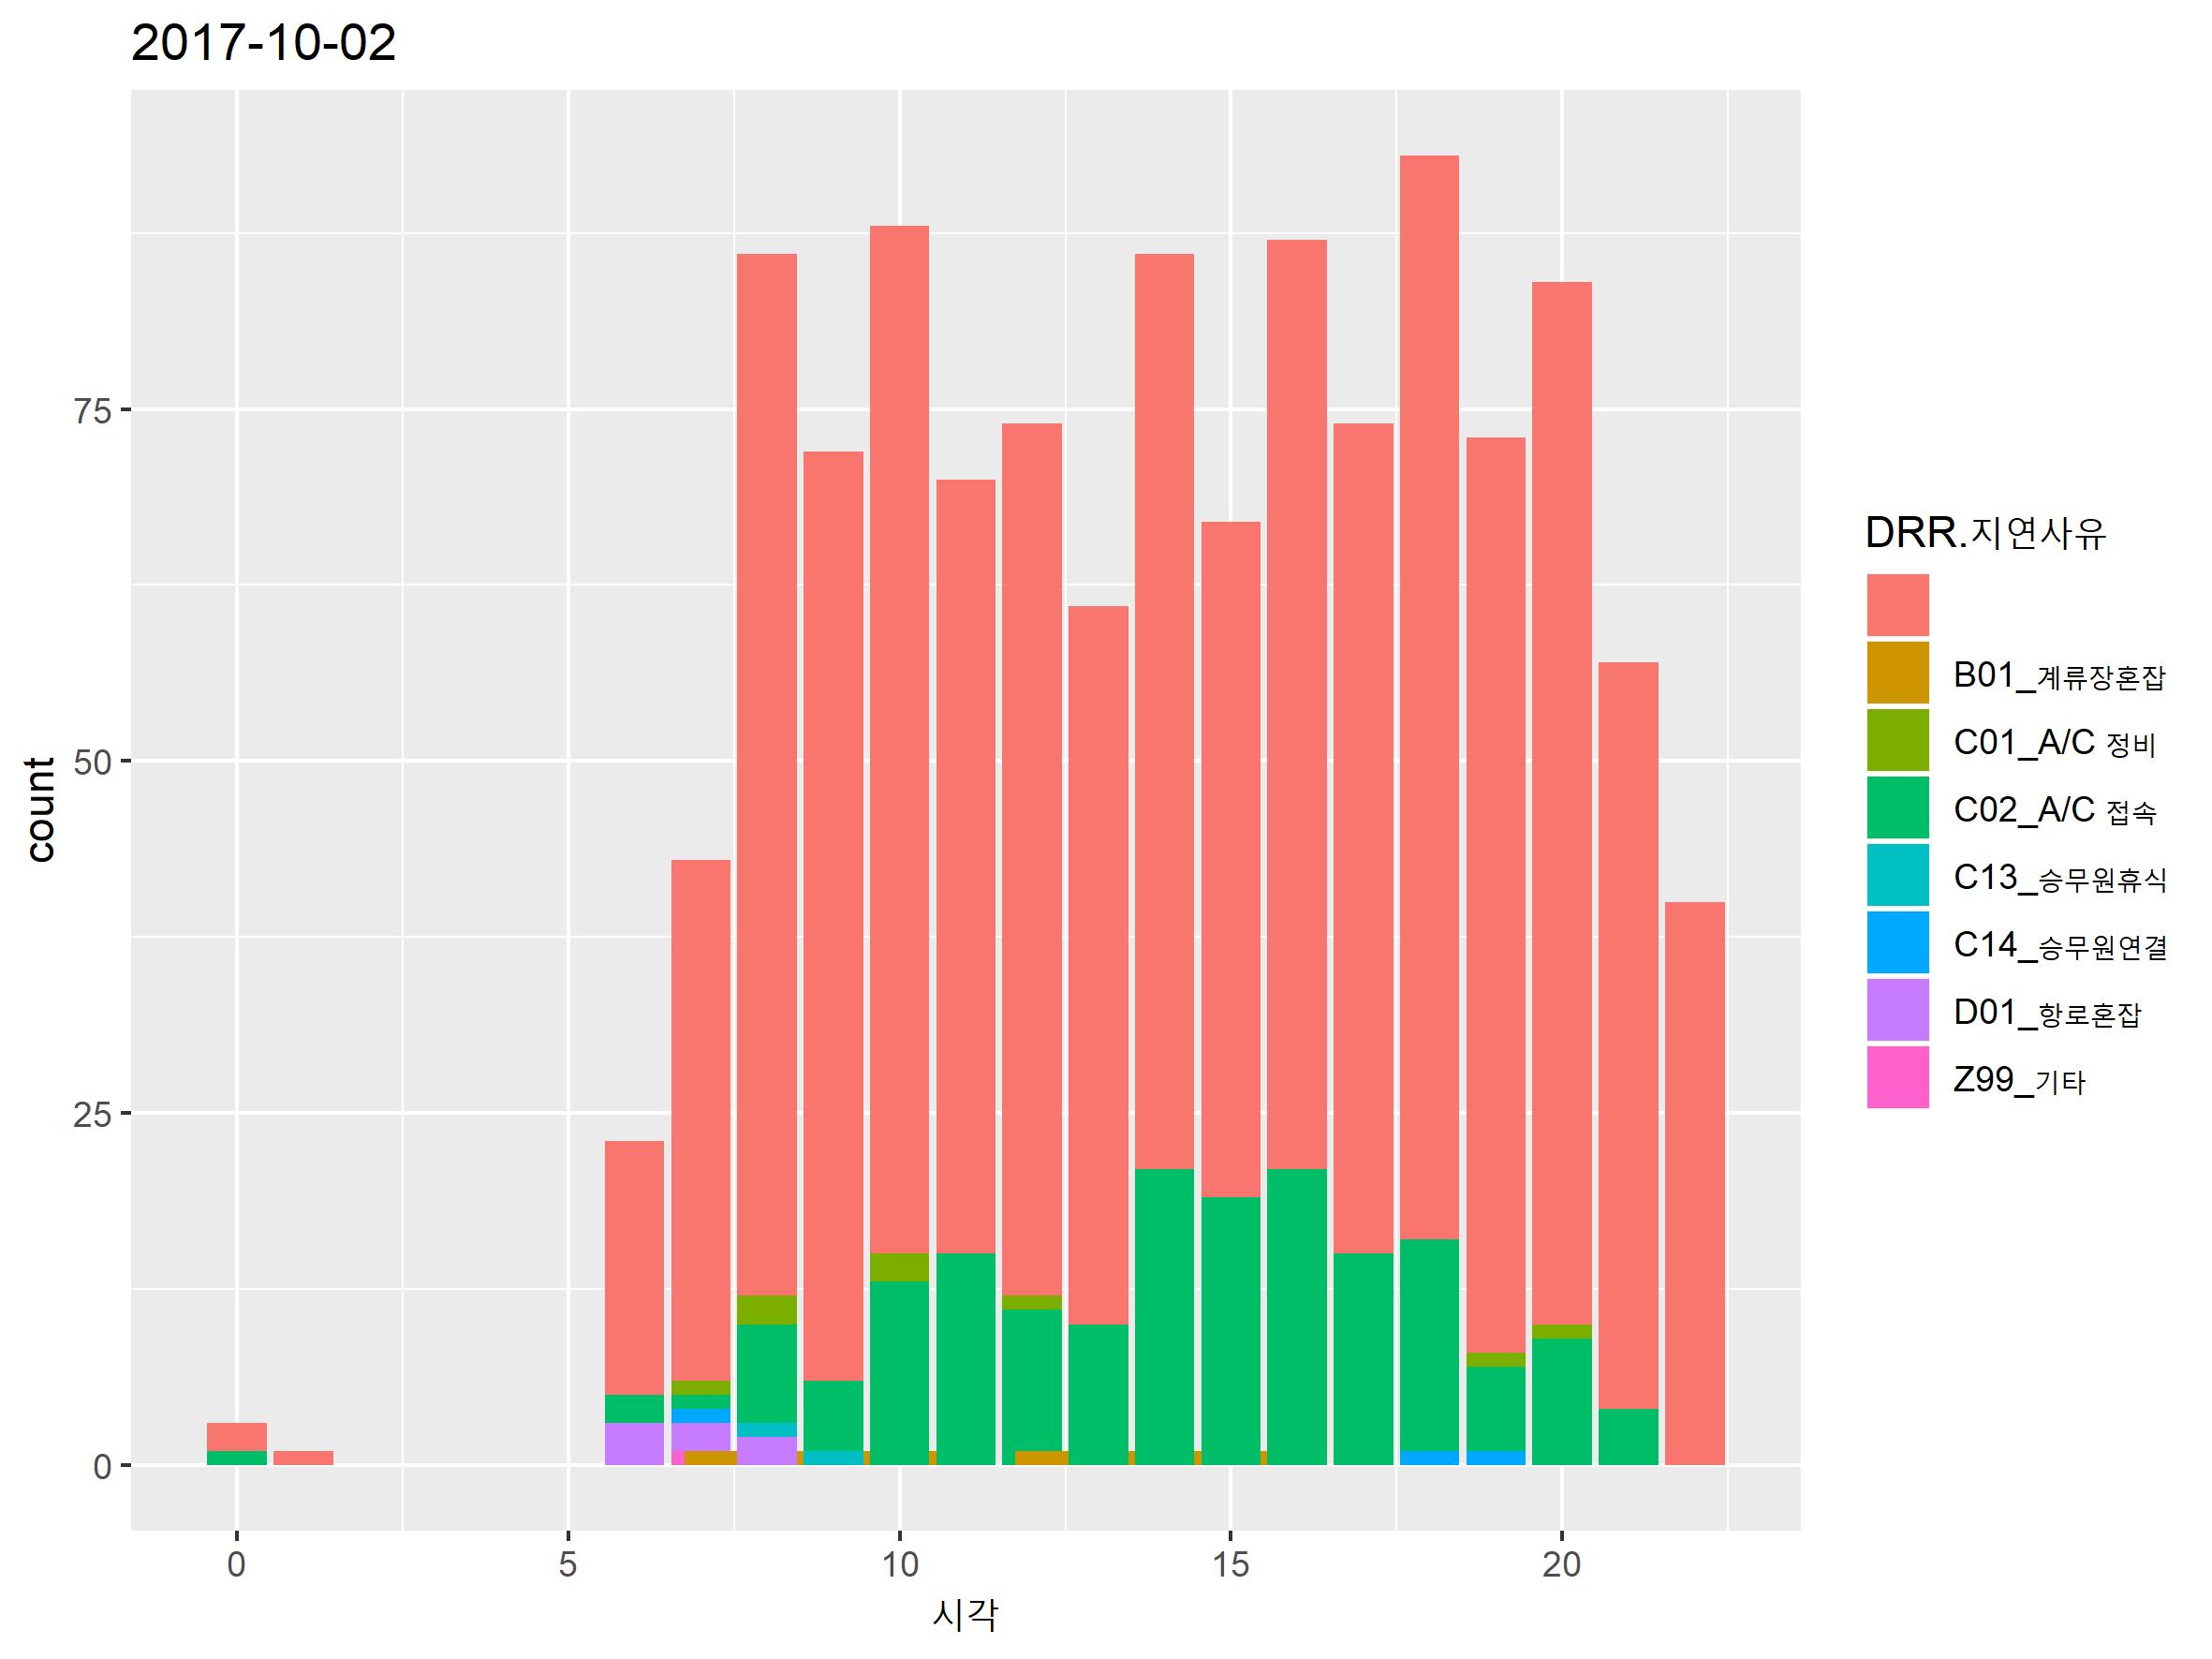 2017-10-02
75
50
25
0
count
0 5 10 15 20
시각
DRR.지연사유
B01_계류장혼잡
C01_A/C 정비
C02_A/C 접속
C13_승무원휴식
C14_승무원연결
D01_항로혼잡
Z99_기타